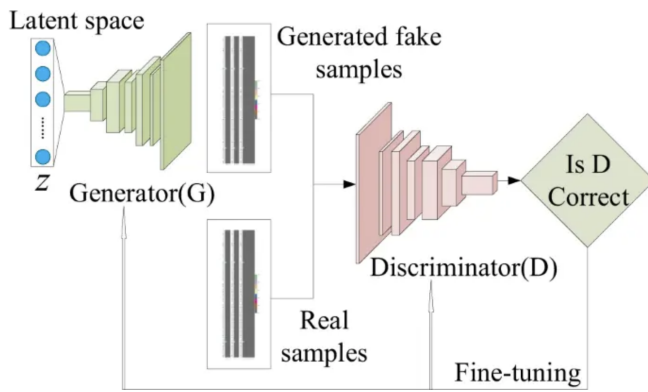 Latent space
Generated fake
samples
z
Generator(G)
Is D
Correct
Discriminator(D)
Real
samples
Fine-tuning